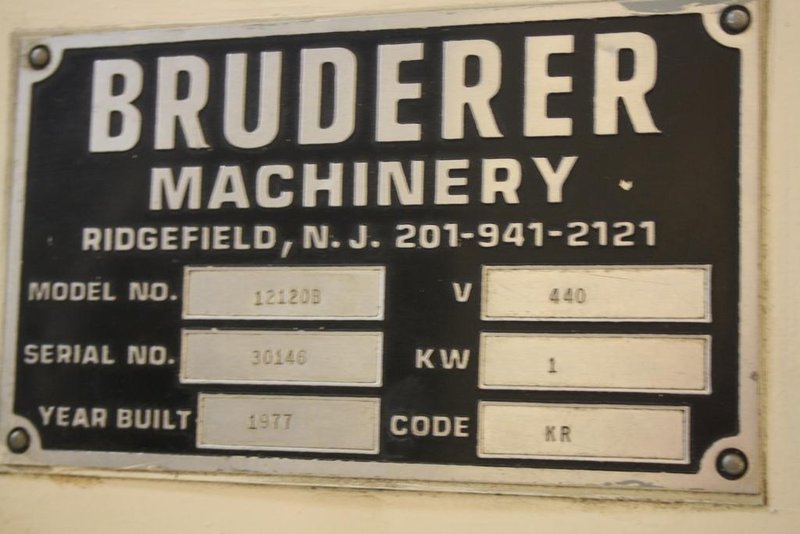 BRUDERER
MACHINERY
RIDGEFIELD, N.J. 201-941-2121
MODEL NO. 12120B V 440
SERIAL NO. 30146 KW 1
YEAR BUILT 1977 CODE KR